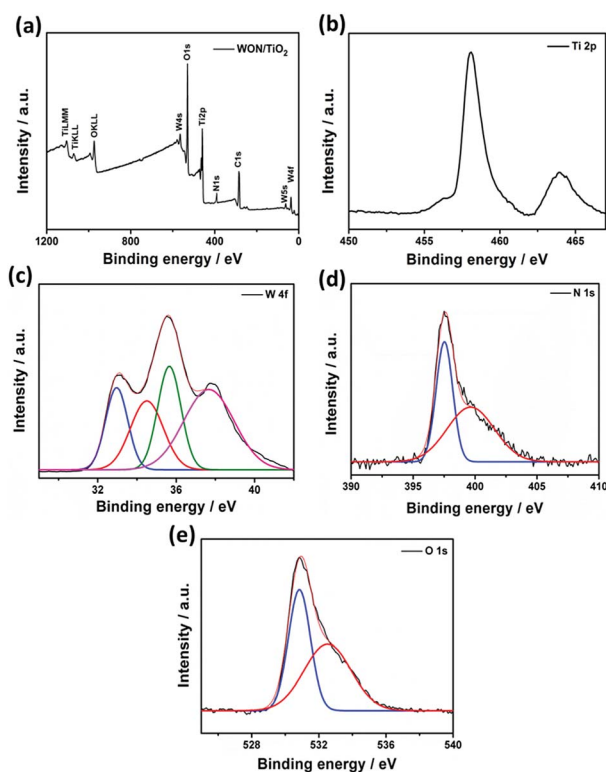 (a)
WON/TiO2
TiLMM
TiKLL
OKLL
W4s
O1s
Ti2p
N1s
C1s
W5s
W4f
Intensity / a.u.
1200 800 400 0
Binding energy / eV
(b)
Ti 2p
Intensity / a.u.
450 455 460 465
Binding energy / eV
(c)
W 4f
Intensity / a.u.
32 36 40
Binding energy / eV
(d)
N 1s
Intensity / a.u.
390 395 400 405 410
Binding energy / eV
(e)
O 1s
Intensity / a.u.
528 532 536 540
Binding energy / eV